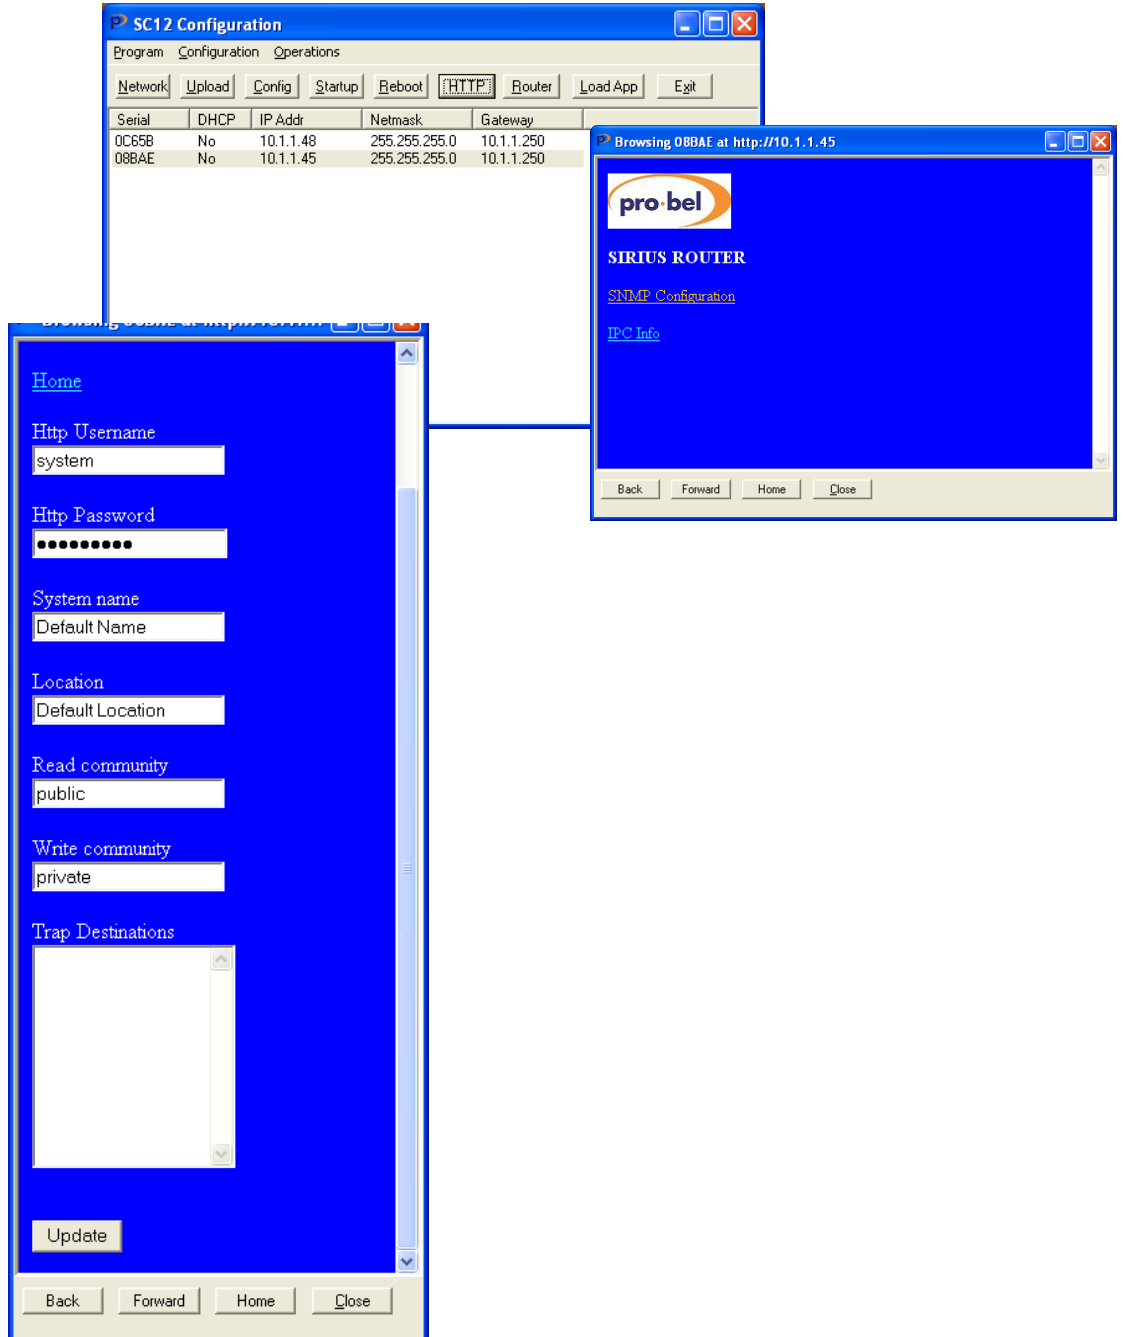 SC12 Configuration
Program Configuration Operations
Network Upload Config Startup Reboot HTTP Router Load App Exit
Serial DHCP IP Addr Netmask Gateway
0C65B No 10.1.1.48 255.255.255.0 10.1.1.250
08BAE No 10.1.1.45 255.255.255.0 10.1.1.250
Browsing 08BAE at http://10.1.1.45
pro·bel
SIRIUS ROUTER
SNMP Configuration
IPC Info
Back Forward Home Close
Home
Http Username
system
Http Password
•••••••••
System name
Default Name
Location
Default Location
Read community
public
Write community
private
Trap Destinations
Update
Back Forward Home Close